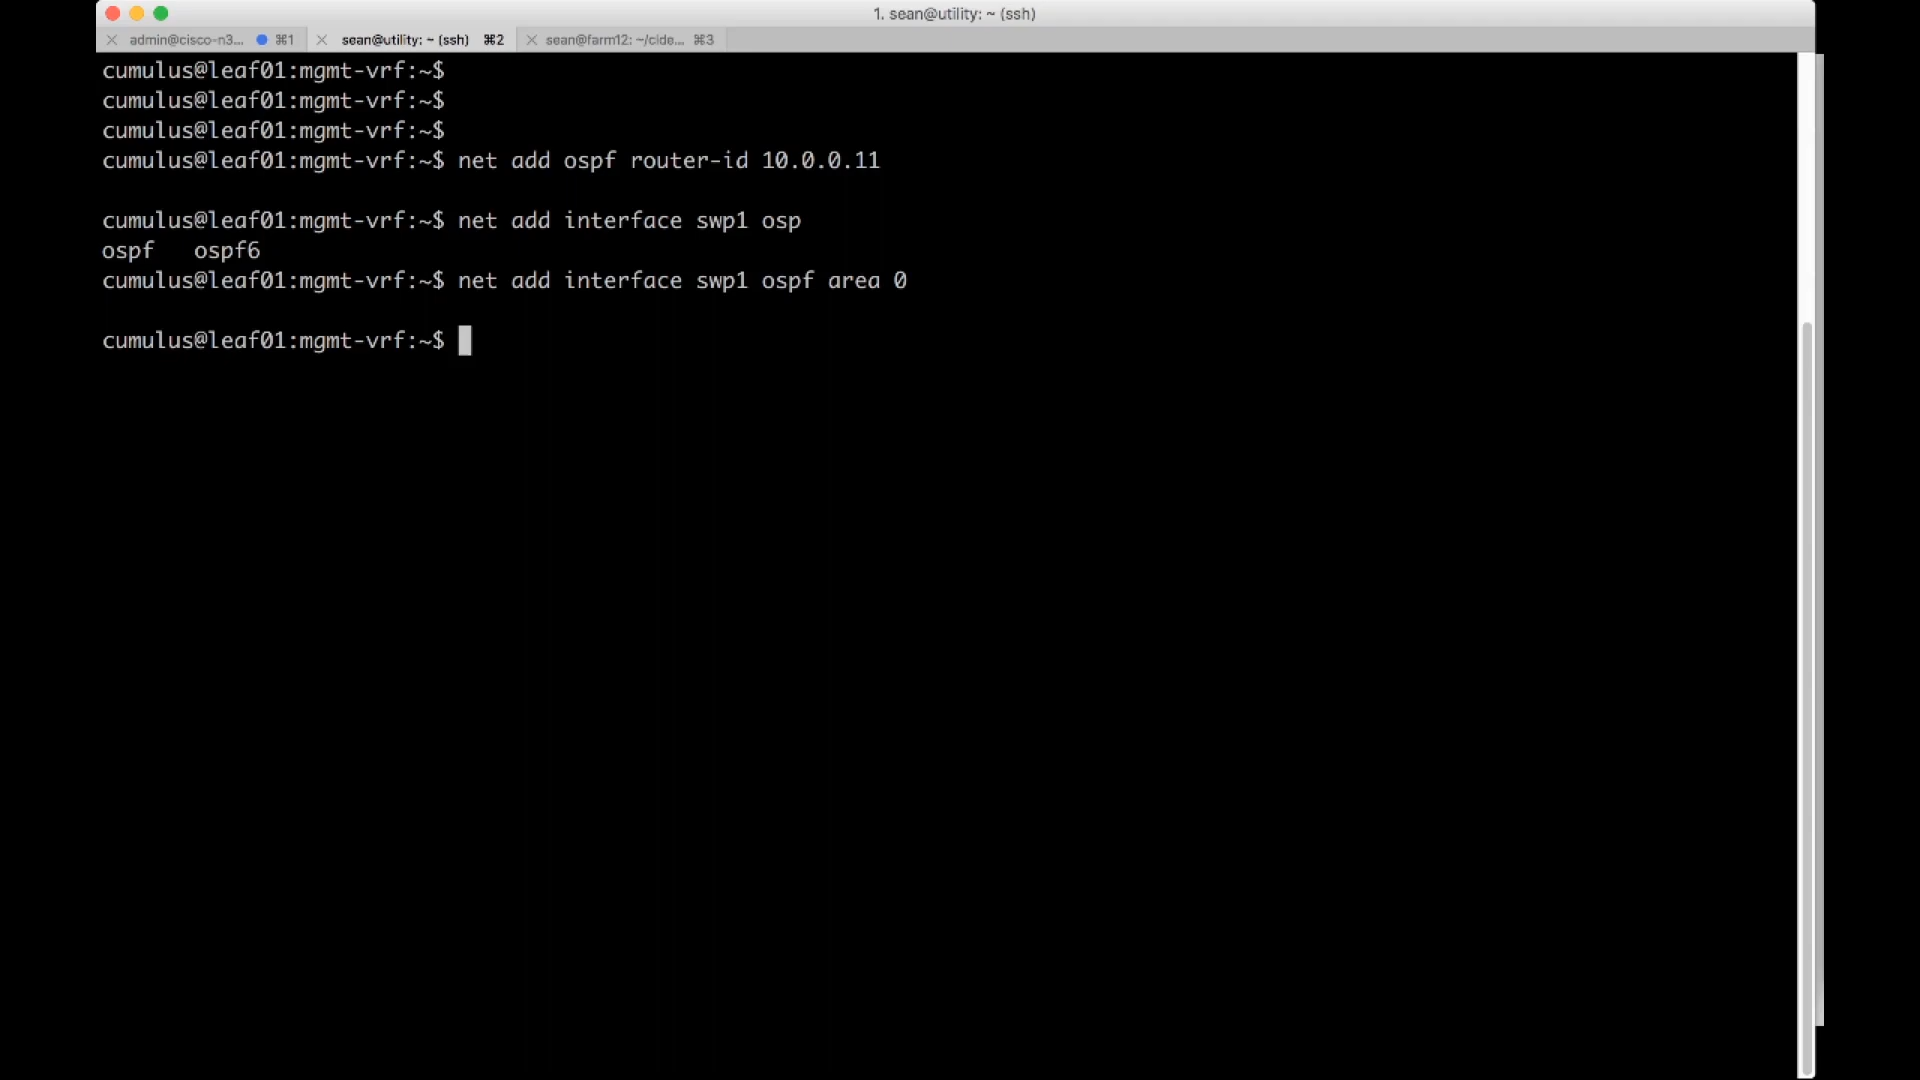 1. sean@utility: ~ (ssh)
admin@cisco-n3... ⌘1 sean@utility: ~ (ssh) ⌘2 sean@farm12: ~/cide... ⌘3
cumulus@leaf01:mgmt-vrf:~$
cumulus@leaf01:mgmt-vrf:~$
cumulus@leaf01:mgmt-vrf:~$
cumulus@leaf01:mgmt-vrf:~$ net add ospf router-id 10.0.0.11
cumulus@leaf01:mgmt-vrf:~$ net add interface swp1 osp
ospf   ospf6
cumulus@leaf01:mgmt-vrf:~$ net add interface swp1 ospf area 0
cumulus@leaf01:mgmt-vrf:~$